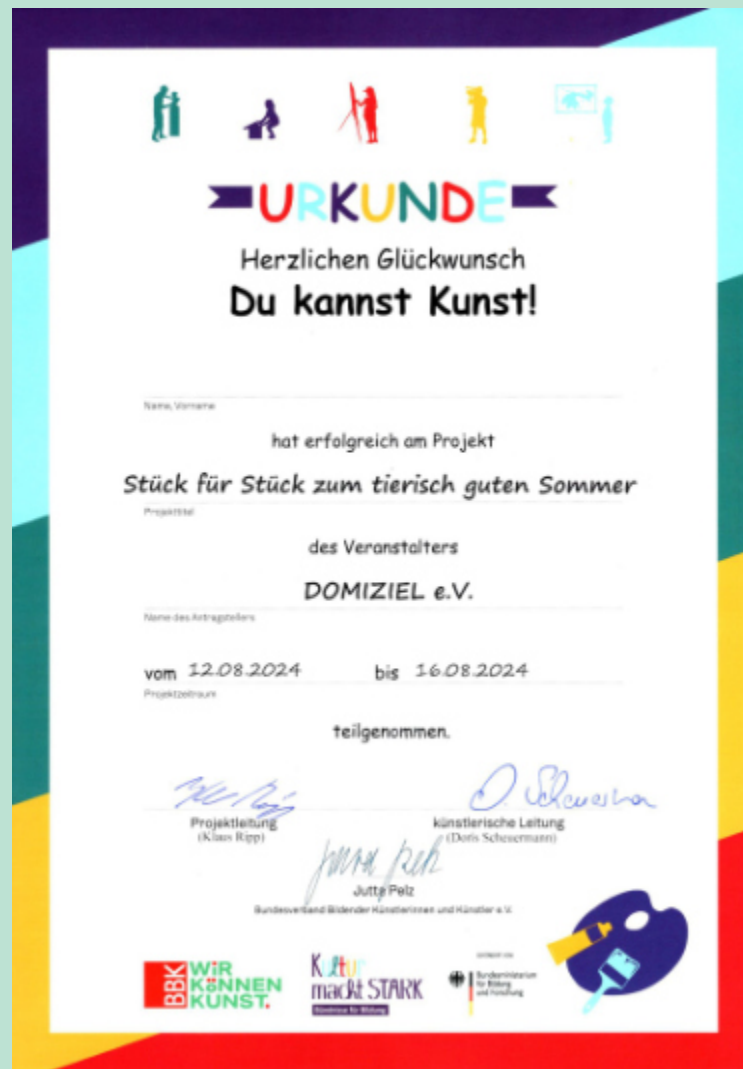 URKUNDE
Herzlichen Glückwunsch
Du kannst Kunst!
Name, Vorname
hat erfolgreich am Projekt
Stück für Stück zum tierisch guten Sommer
Projekttitel
des Veranstalters
DOMIZIEL e.V.
Name des Antragstellers
vom 12.08.2024 bis 16.08.2024
Projektzeitraum
teilgenommen.
Projektleitung künstlerische Leitung
(Klaus Ripp) (Doris Scheuermann)
Jutta Pelz
Bundesverband Bildender Künstlerinnen und Künstler e.V.
BBK WIR KÖNNEN KUNST.
Kultur macht STARK
Bündnisse für Bildung
Bundesministerium
für Bildung
und Forschung